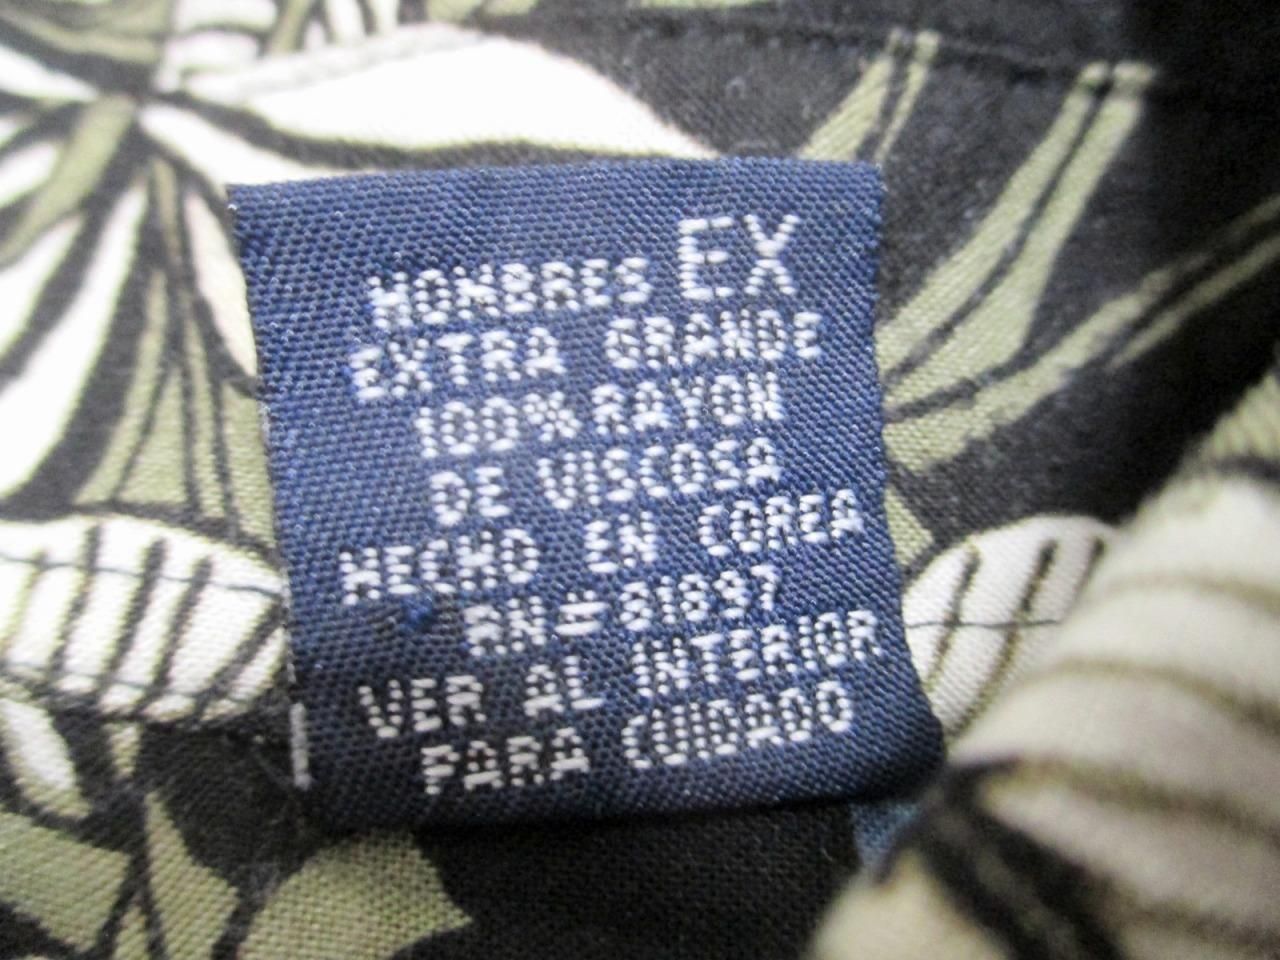 HOMBRES EX
EXTRA GRANDE
100% RAYON
DE VISCOSA
HECHO EN COREA
RN=81897
VER AL INTERIOR
PARA CUIDADO